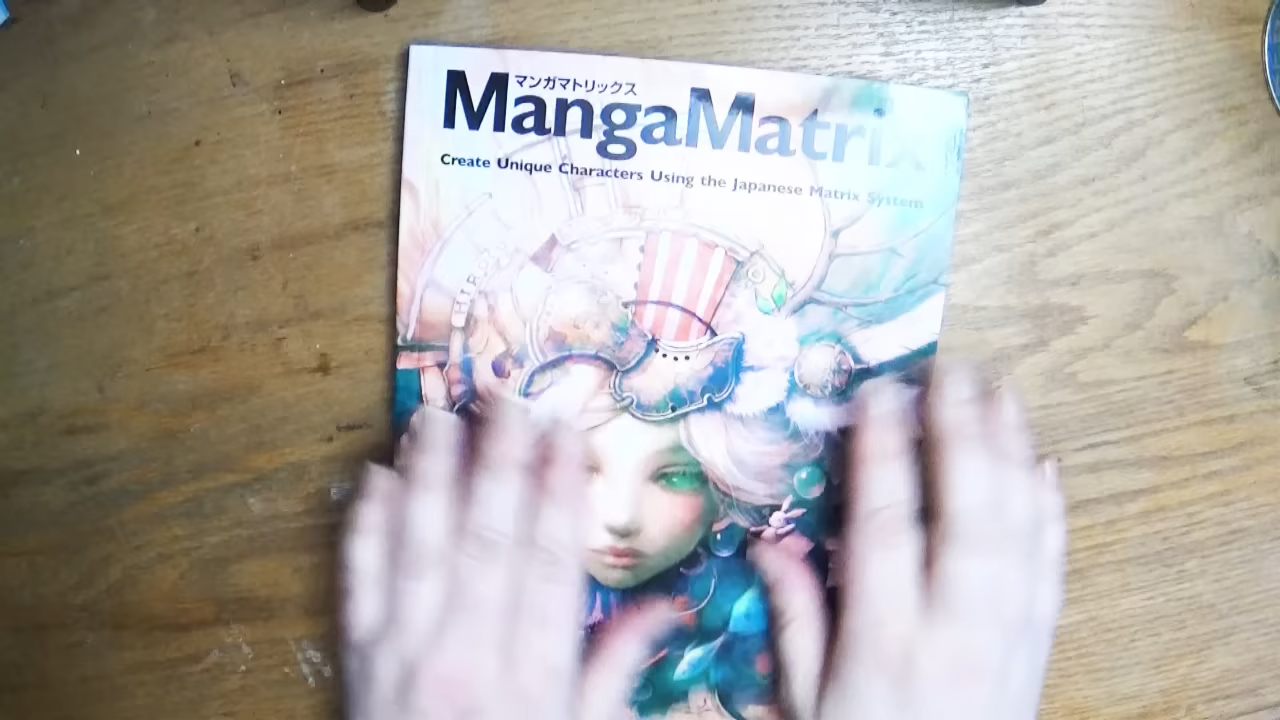 マンガマトリックス
MangaMatrix
Create Unique Characters Using the Japanese Matrix System